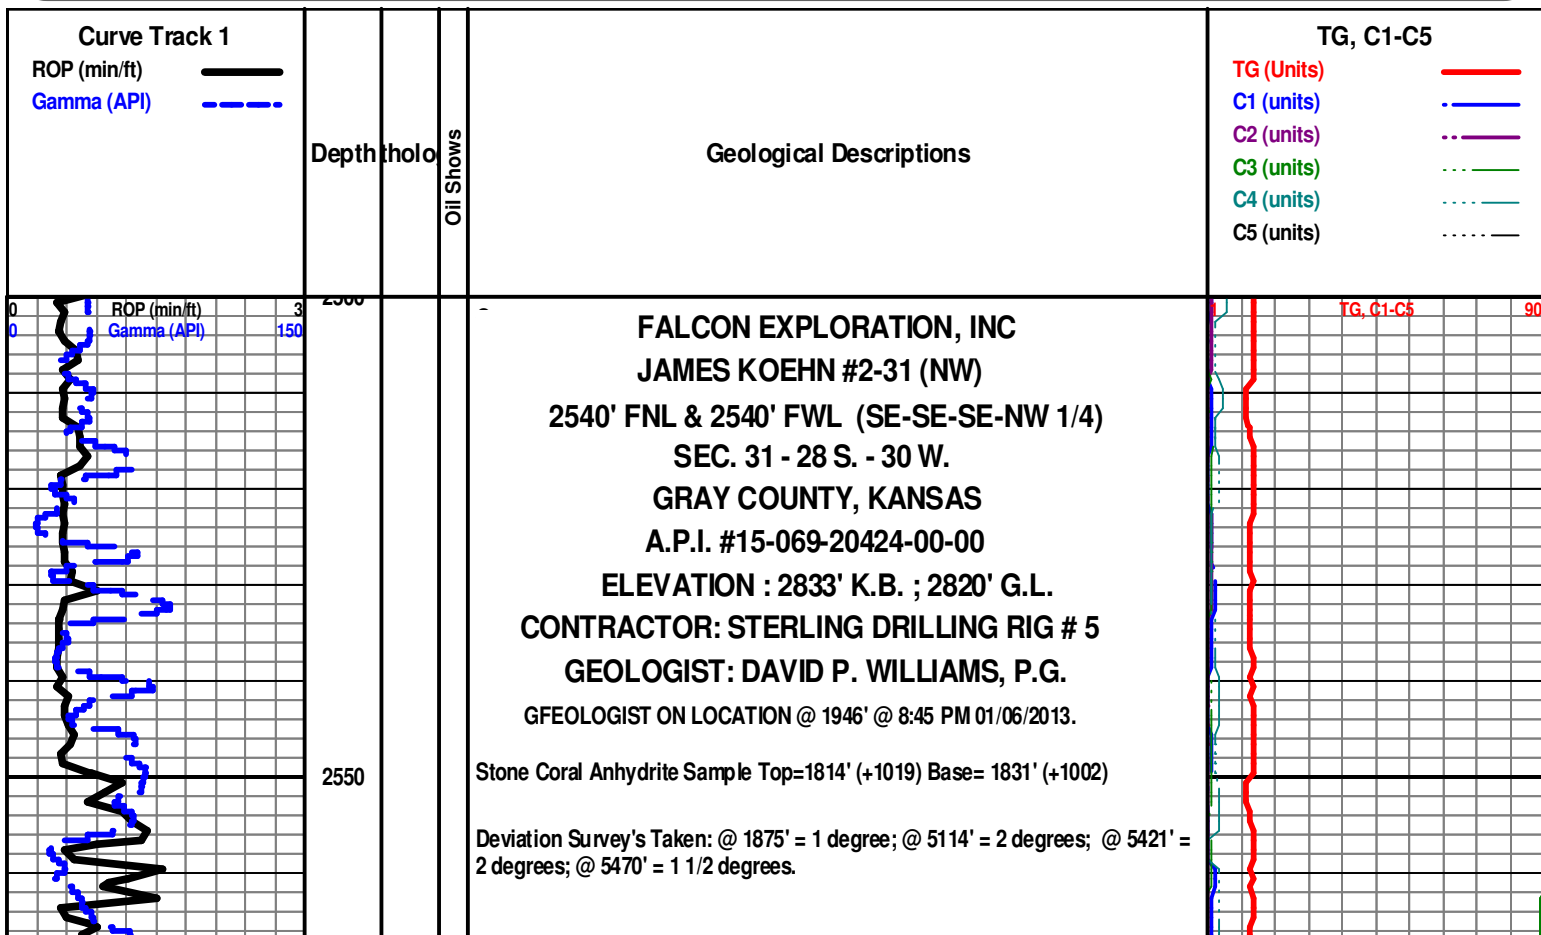 Curve Track 1
ROP (min/ft)
Gamma (API)
Depth
tholo
Oil Shows
Geological Descriptions
TG, C1-C5
TG (Units)
C1 (units)
C2 (units)
C3 (units)
C4 (units)
C5 (units)
0 ROP (min/ft) 3
0 Gamma (API) 150
2500
TG, C1-C5 90
FALCON EXPLORATION, INC
JAMES KOEHN #2-31 (NW)
2540' FNL & 2540' FWL (SE-SE-SE-NW 1/4)
SEC. 31 - 28 S. - 30 W.
GRAY COUNTY, KANSAS
A.P.I. #15-069-20424-00-00
ELEVATION : 2833' K.B. ; 2820' G.L.
CONTRACTOR: STERLING DRILLING RIG # 5
GEOLOGIST: DAVID P. WILLIAMS, P.G.
GFEOLOGIST ON LOCATION @ 1946' @ 8:45 PM 01/06/2013.
2550
Stone Coral Anhydrite Sample Top=1814' (+1019) Base= 1831' (+1002)
Deviation Survey's Taken: @ 1875' = 1 degree; @ 5114' = 2 degrees; @ 5421' =
2 degrees; @ 5470' = 1 1/2 degrees.